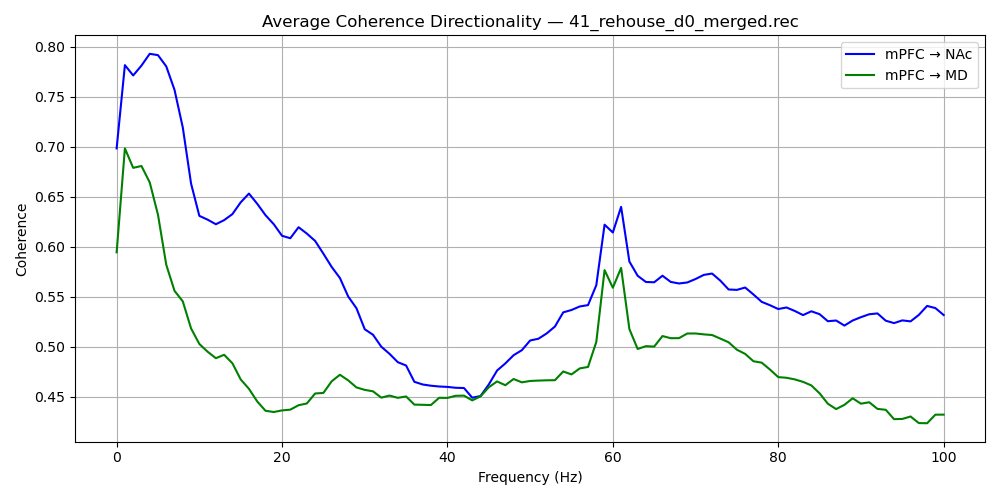 Average Coherence Directionality — 41_rehouse_d0_merged.rec
mPFC → NAc
mPFC → MD
Coherence
0.80
0.75
0.70
0.65
0.60
0.55
0.50
0.45
0 20 40 60 80 100
Frequency (Hz)